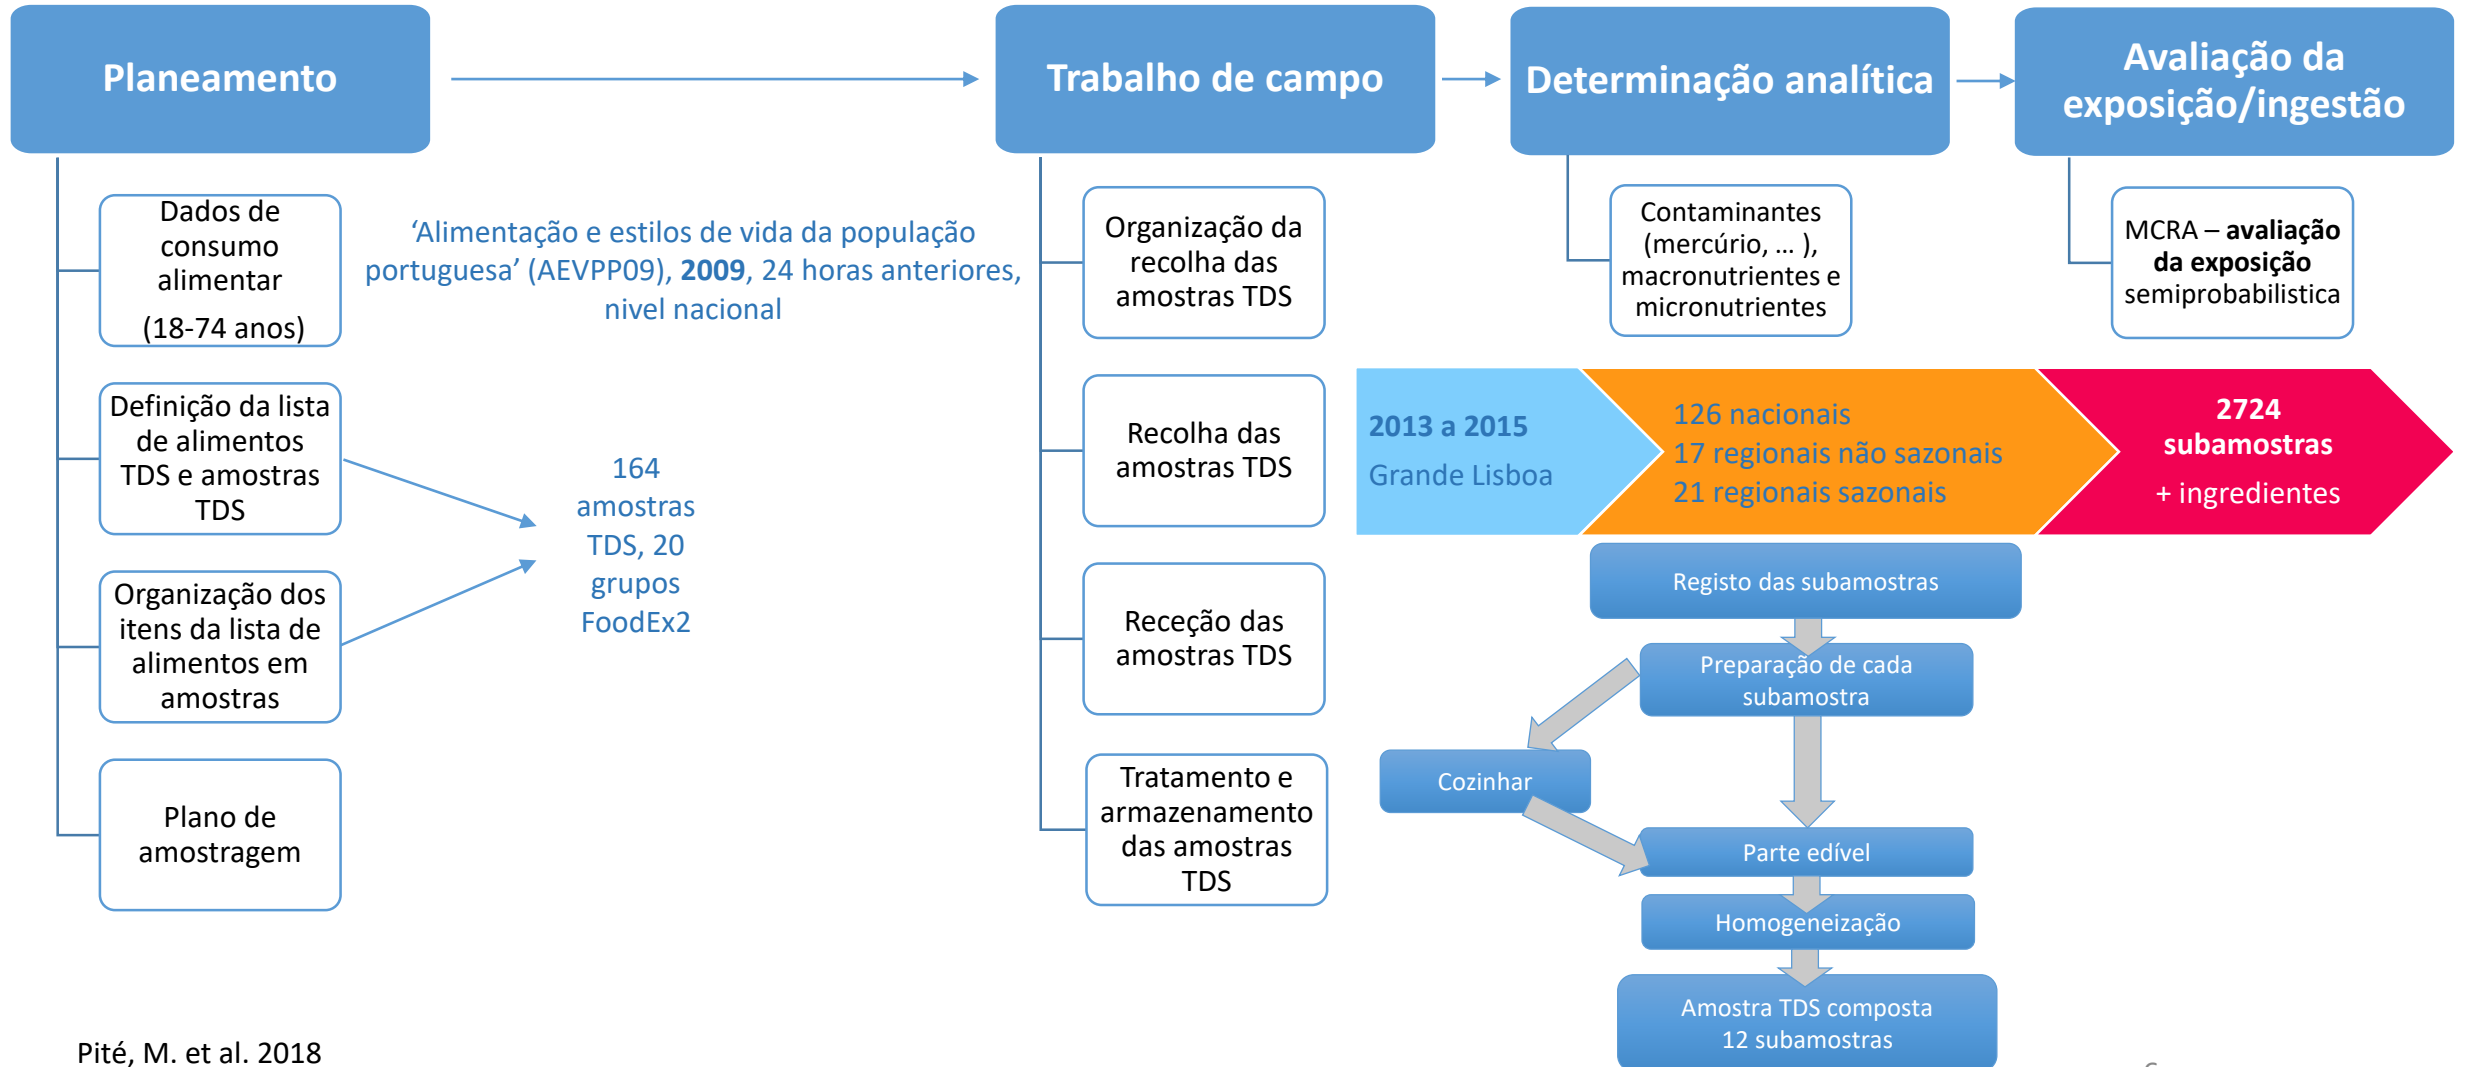 Planeamento
Trabalho de campo
Determinação analítica
Avaliação da
exposição/ingestão
Dados de
consumo
alimentar
(18-74 anos)
‘Alimentação e estilos de vida da população
portuguesa’ (AEVPP09), 2009, 24 horas anteriores,
nivel nacional
Definição da lista
de alimentos
TDS e amostras
TDS
Organização dos
itens da lista de
alimentos em
amostras
164
amostras
TDS, 20
grupos
FoodEx2
Plano de
amostragem
Organização da
recolha das
amostras TDS
Recolha das
amostras TDS
Receção das
amostras TDS
Tratamento e
armazenamento
das amostras
TDS
Contaminantes
(mercúrio, … ),
macronutrientes e
micronutrientes
MCRA – avaliação
da exposição
semiprobabilistica
2013 a 2015
Grande Lisboa
126 nacionais
17 regionais não sazonais
21 regionais sazonais
2724
subamostras
+ ingredientes
Registo das subamostras
Preparação de cada
subamostra
Cozinhar
Parte edível
Homogeneização
Amostra TDS composta
12 subamostras
Pité, M. et al. 2018